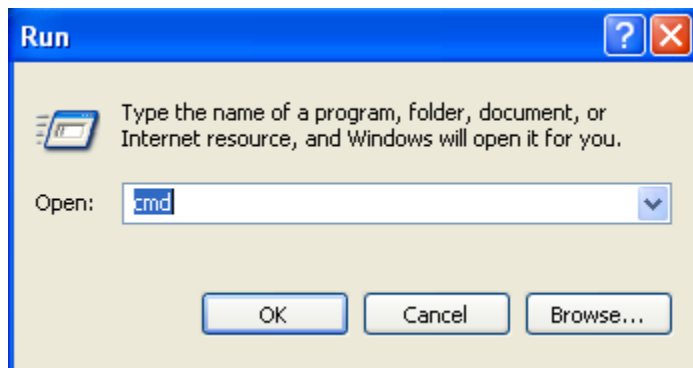 Run
Type the name of a program, folder, document, or
Internet resource, and Windows will open it for you.
Open: cmd
OK Cancel Browse...